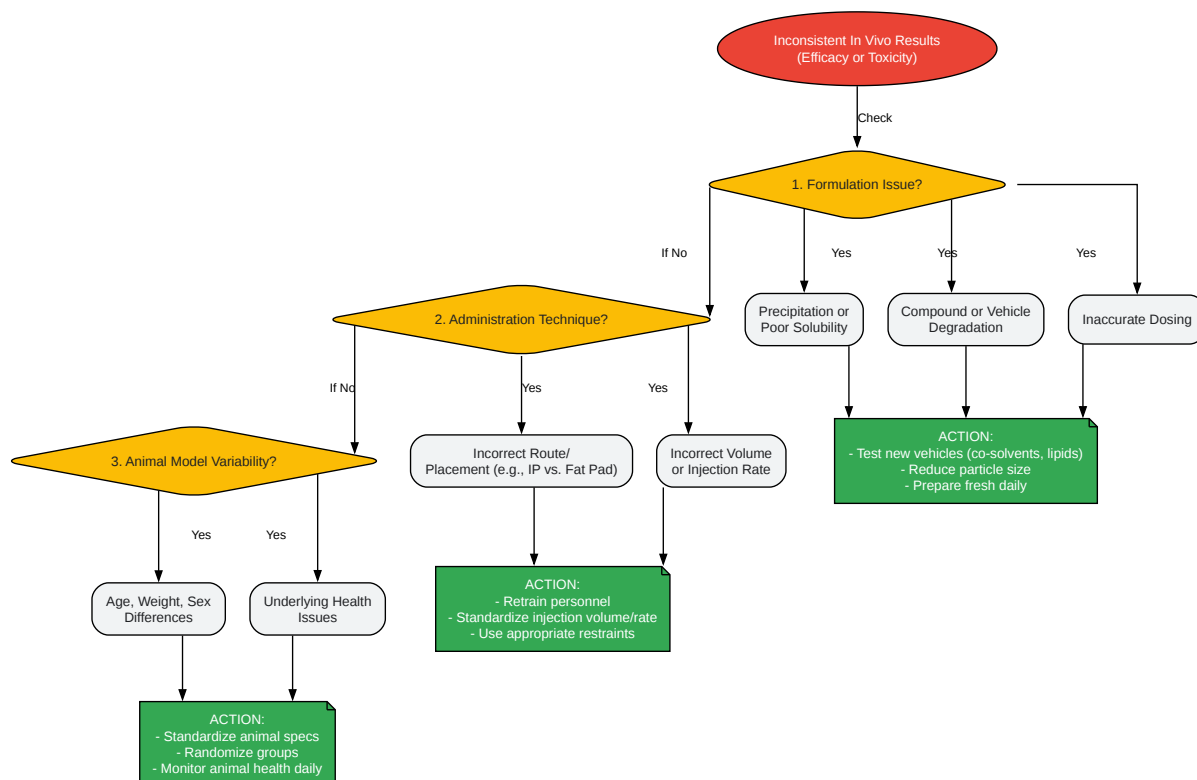 Inconsistent In Vivo Results
(Efficacy or Toxicity)
Check
1. Formulation Issue?
If No
Yes
Yes
Yes
Precipitation or
Poor Solubility
Compound or Vehicle
Degradation
Inaccurate Dosing
2. Administration Technique?
If No
Yes
Yes
ACTION:
- Test new vehicles (co-solvents, lipids)
- Reduce particle size
- Prepare fresh daily
3. Animal Model Variability?
Incorrect Route/
Placement (e.g., IP vs. Fat Pad)
Incorrect Volume
or Injection Rate
Yes
Yes
ACTION:
- Retrain personnel
- Standardize injection volume/rate
- Use appropriate restraints
Age, Weight, Sex
Differences
Underlying Health
Issues
ACTION:
- Standardize animal specs
- Randomize groups
- Monitor animal health daily